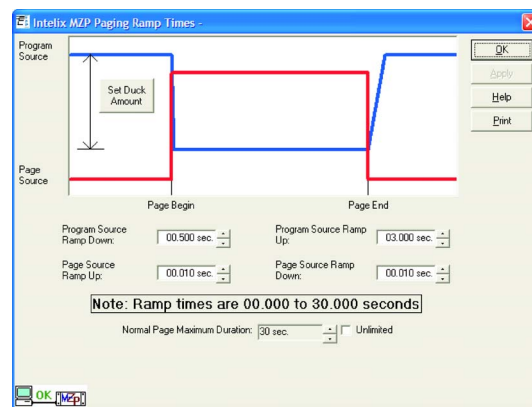 Intelix MZP Paging Ramp Times -
Program
Source
Set Duck
Amount
Page
Source
Page Begin
Page End
OK
Apply
Help
Print
Program Source
Ramp Down:
00.500 sec.
Program Source Ramp
Up:
03.000 sec.
Page Source
Ramp Up:
00.010 sec.
Page Source Ramp
Down:
00.010 sec.
Note: Ramp times are 00.000 to 30.000 seconds
Normal Page Maximum Duration:
30 sec.
Unlimited
OK
MZP